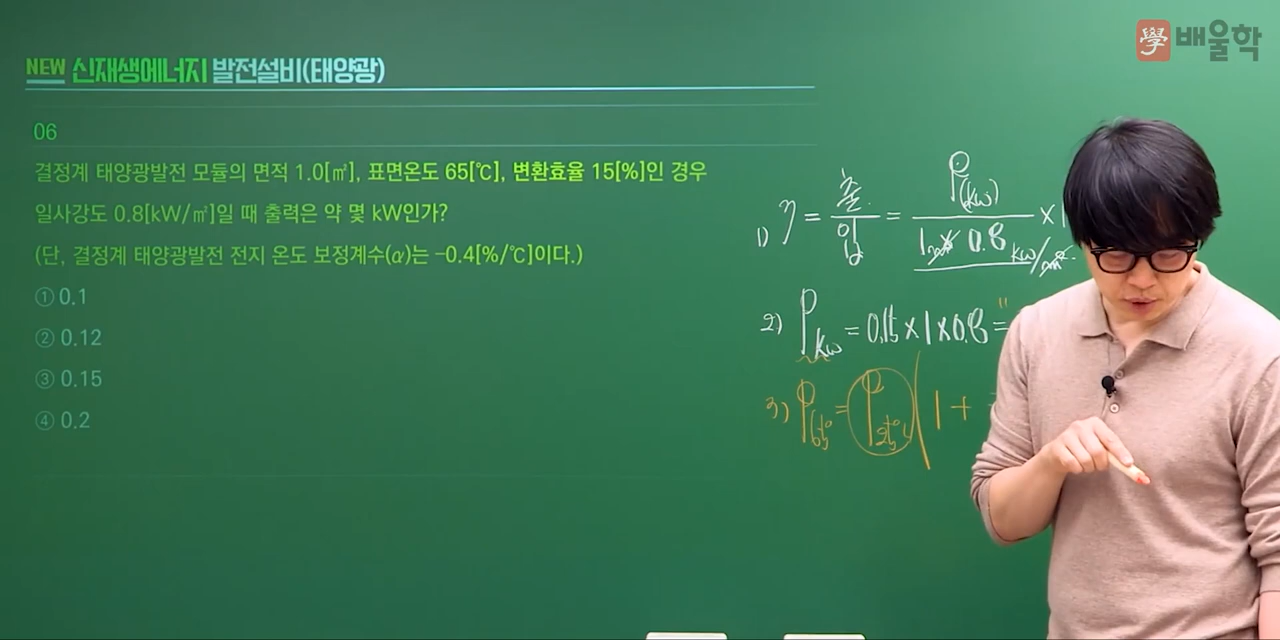 學 배울학
NEW 신재생에너지 발전설비(태양광)
06
결정계 태양광발전 모듈의 면적 1.0[㎡], 표면온도 65[℃], 변환효율 15[%]인 경우
일사강도 0.8[kW/㎡]일 때 출력은 약 몇 kW인가?
(단, 결정계 태양광발전 전지 온도 보정계수(α)는 -0.4[%/℃]이다.)
① 0.1
② 0.12
③ 0.15
④ 0.2
1) η = 출/입 = P(kw)/1m² × 0.8 kw/m² × 1
2) P kw = 0.15 × 1 × 0.8 =
3) P 65° = P 25°c ( 1 +